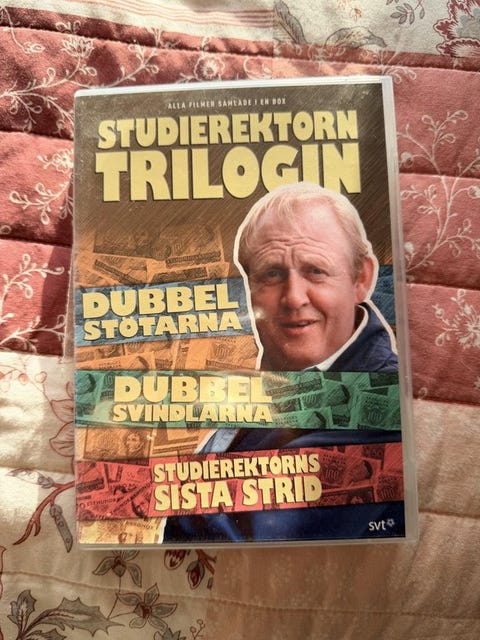 ALLA FILMER SAMLADE I EN BOX
STUDIEREKTORN
TRILOGIN
DUBBEL
STÖTARNA
DUBBEL
SVINDLARNA
STUDIEREKTORNS
SISTA STRID
svt